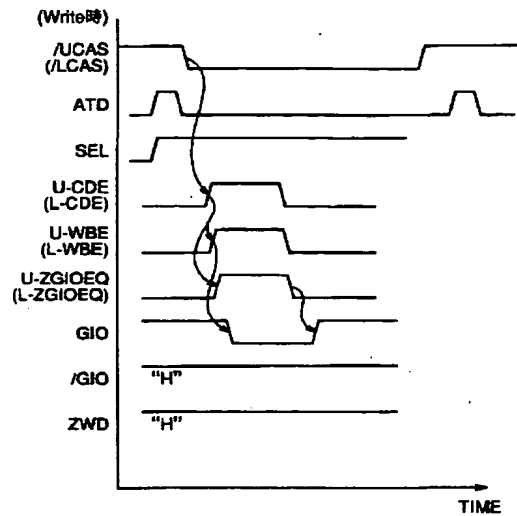 (Write時)
/UCAS
(/LCAS)
ATD
SEL
U-CDE
(L-CDE)
U-WBE
(L-WBE)
U-ZGIOEQ
(L-ZGIOEQ)
GIO
/GIO "H"
ZWD "H"
TIME